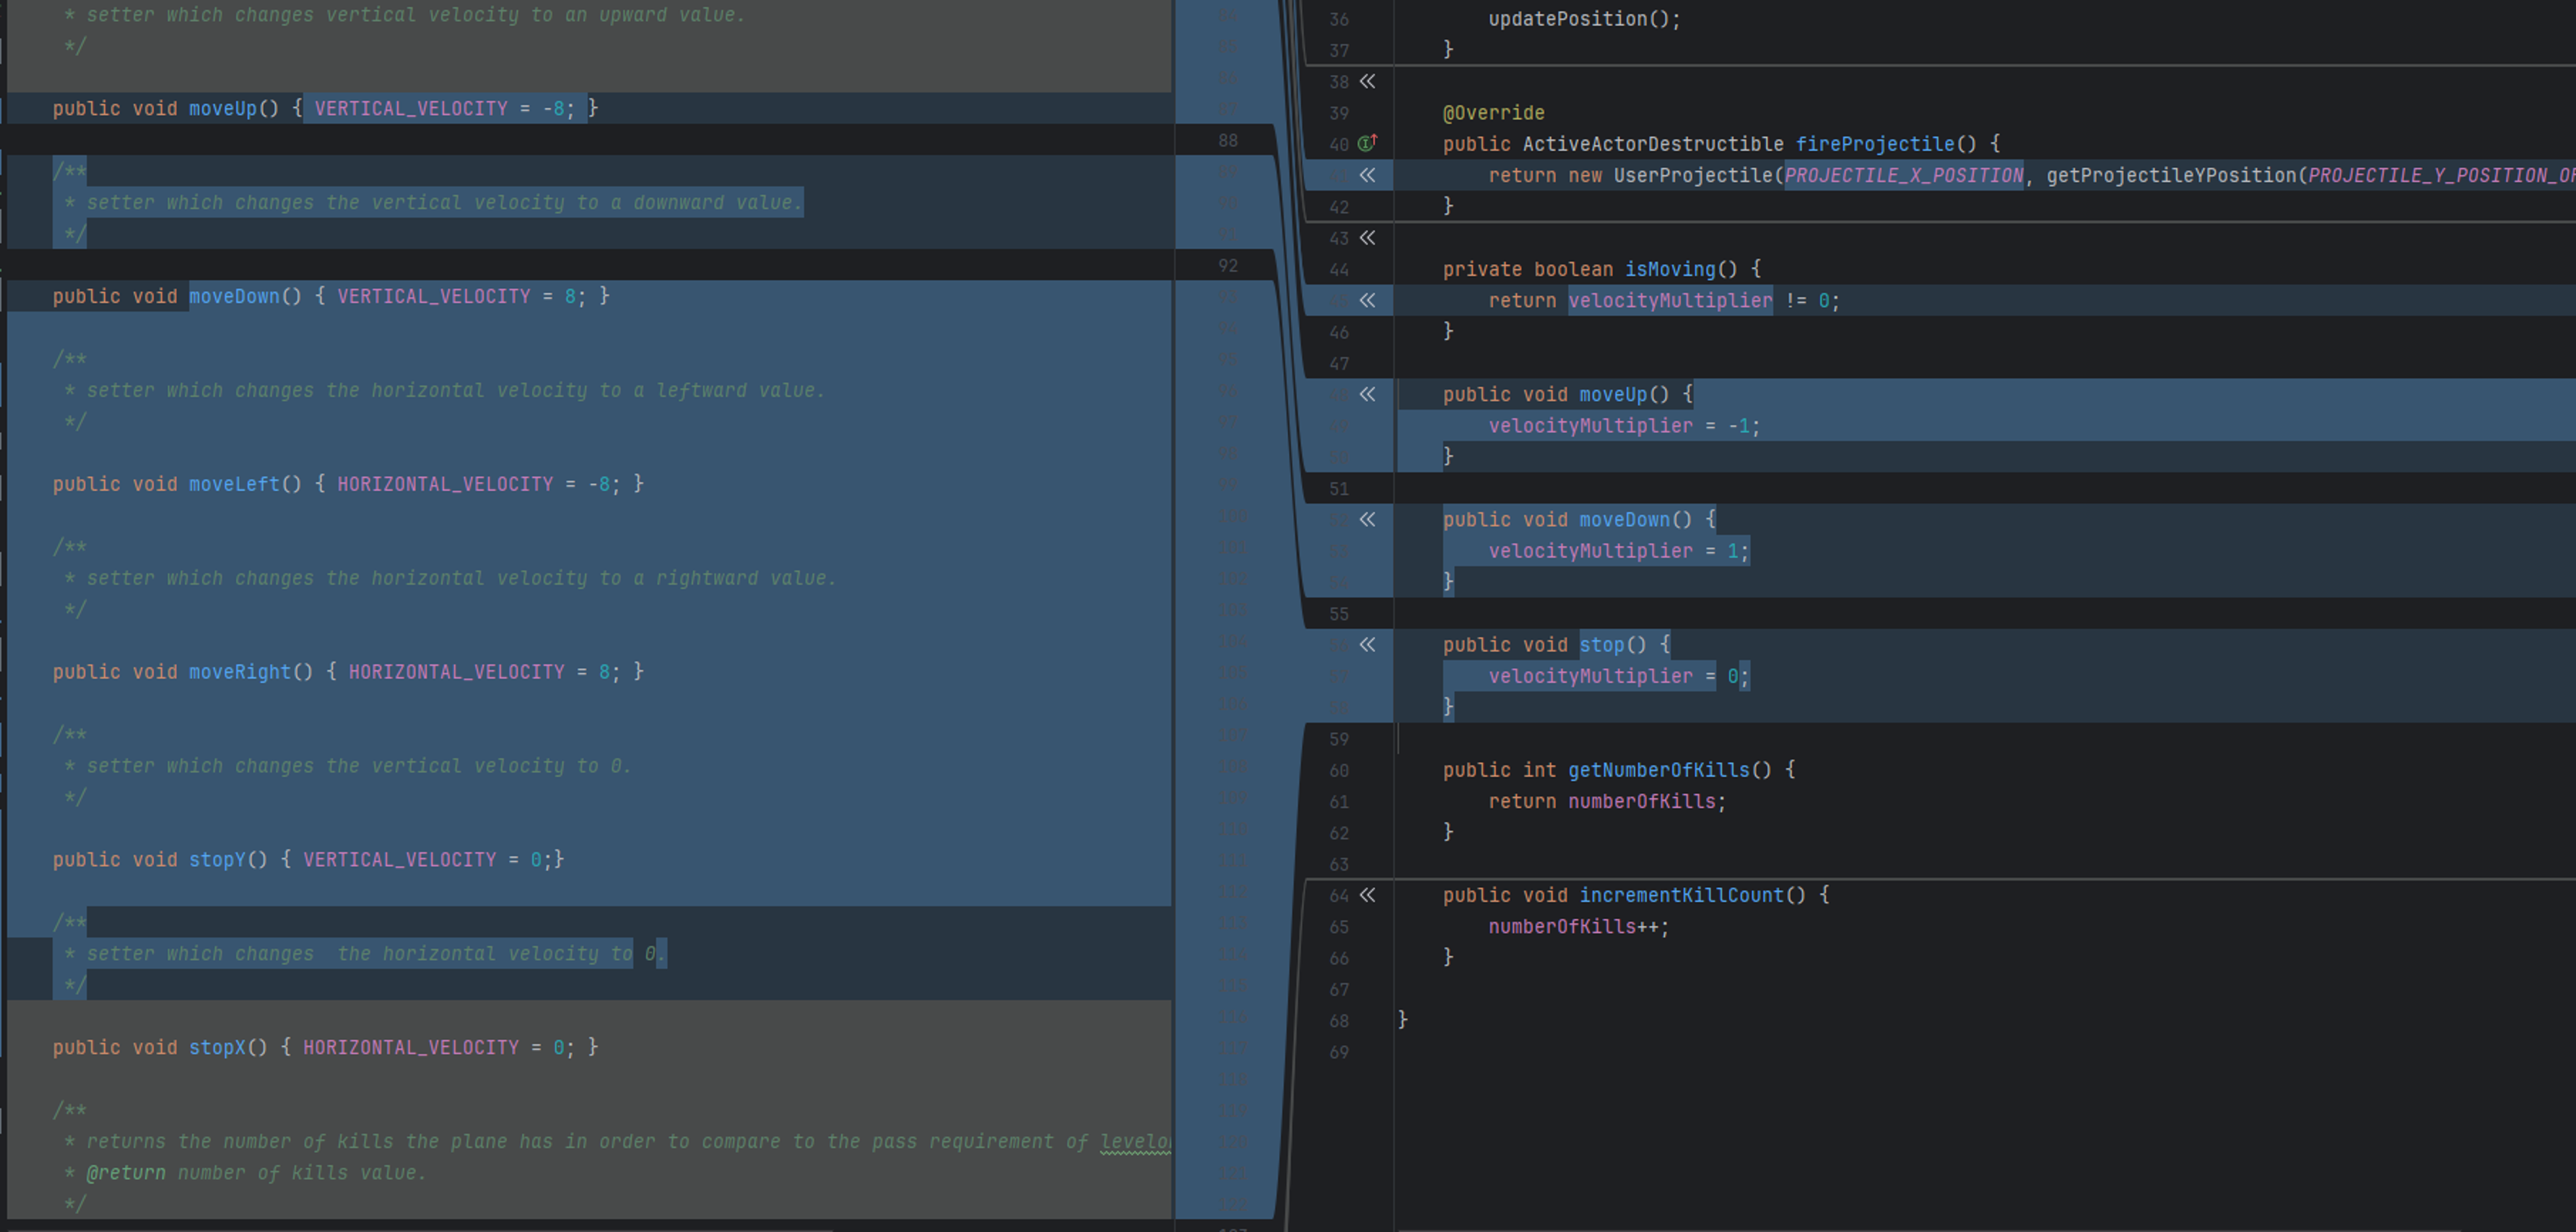 * setter which changes vertical velocity to an upward value.
*/
public void moveUp() { VERTICAL_VELOCITY = -8; }
88
/**
* setter which changes the vertical velocity to a downward value.
*/
92
public void moveDown() { VERTICAL_VELOCITY = 8; }
/**
* setter which changes the horizontal velocity to a leftward value.
*/
public void moveLeft() { HORIZONTAL_VELOCITY = -8; }
/**
* setter which changes the horizontal velocity to a rightward value.
*/
public void moveRight() { HORIZONTAL_VELOCITY = 8; }
/**
* setter which changes the vertical velocity to 0.
*/
public void stopY() { VERTICAL_VELOCITY = 0;}
/**
* setter which changes  the horizontal velocity to 0.
*/
public void stopX() { HORIZONTAL_VELOCITY = 0; }
/**
* returns the number of kills the plane has in order to compare to the pass requirement of
* @return number of kills value.
*/
36 updatePosition();
37 }
38
39 @Override
40 public ActiveActorDestructible fireProjectile() {
return new UserProjectile(PROJECTILE_X_POSITION, getProjectileYPosition(
42 }
43
44 private boolean isMoving() {
return velocityMultiplier != 0;
46 }
47
public void moveUp() {
velocityMultiplier = -1;
}
51
public void moveDown() {
velocityMultiplier = 1;
}
55
public void stop() {
velocityMultiplier = 0;
}
59
60 public int getNumberOfKills() {
61 return numberOfKills;
62 }
63
64 public void incrementKillCount() {
65 numberOfKills++;
66 }
67
68 }
69